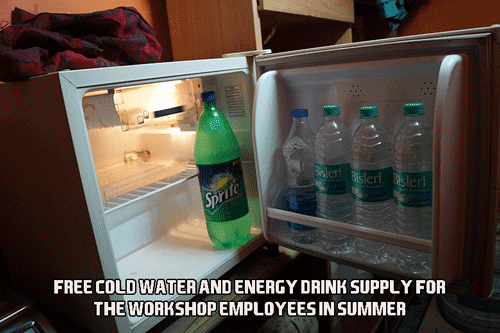 Sprite
Bisleri
Bisleri
Bisleri
FREE COLD WATER AND ENERGY DRINK SUPPLY FOR
THE WORKSHOP EMPLOYEES IN SUMMER